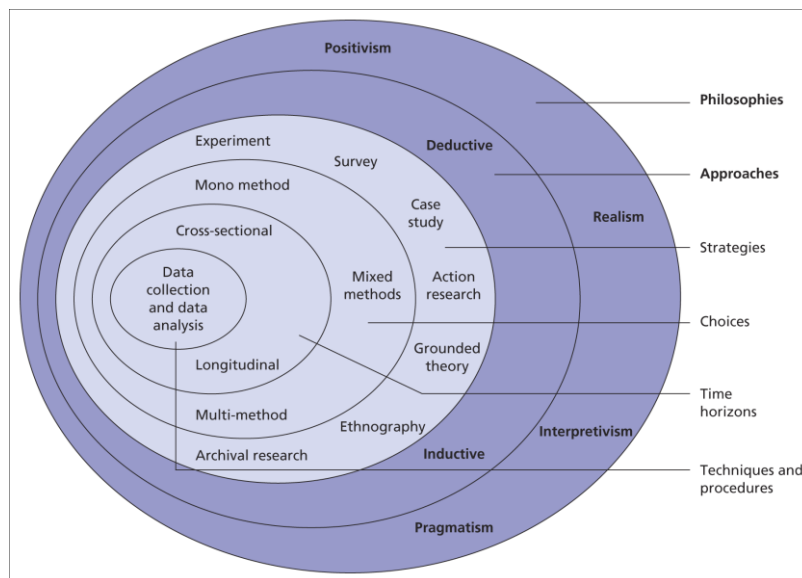 Positivism
Philosophies
Experiment
Deductive
Survey
Approaches
Mono method
Case
study
Realism
Cross-sectional
Strategies
Data
collection
and data
analysis
Mixed
methods
Action
research
Choices
Longitudinal
Grounded
theory
Time
horizons
Multi-method
Ethnography
Interpretivism
Archival research
Inductive
Techniques and
procedures
Pragmatism